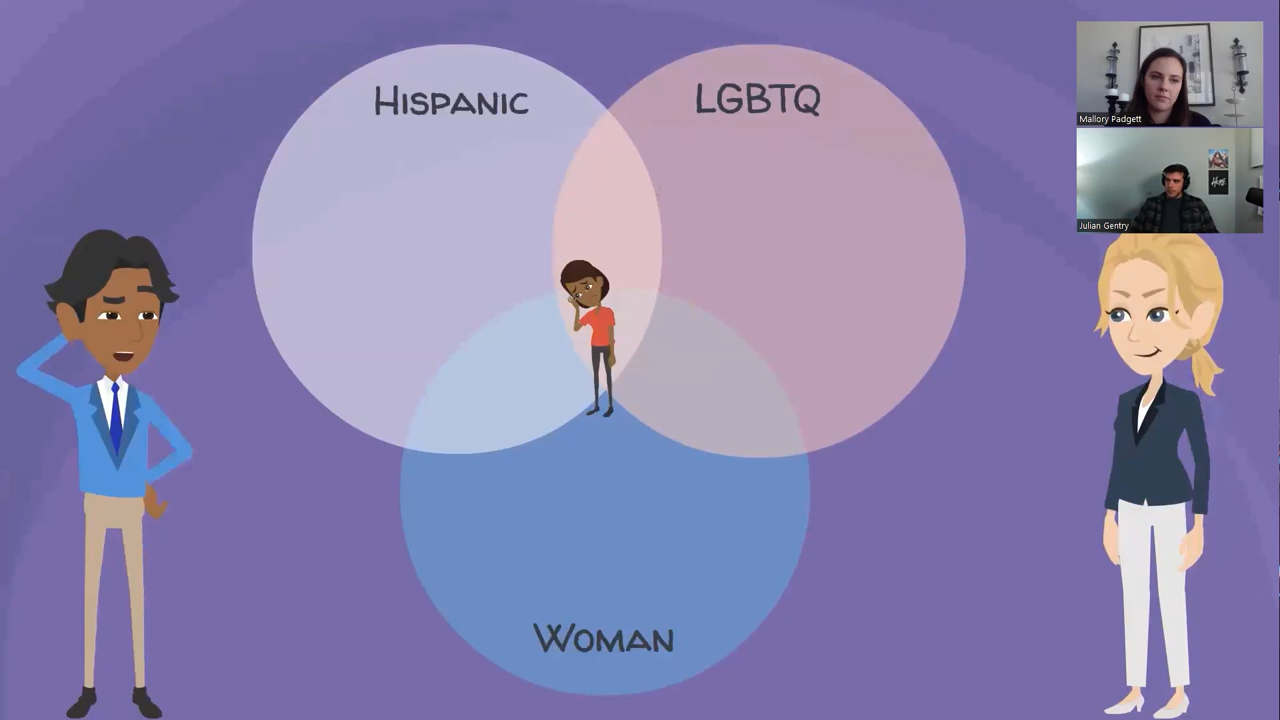 HISPANIC
LGBTQ
Mallory Padgett
Julian Gentry
WOMAN